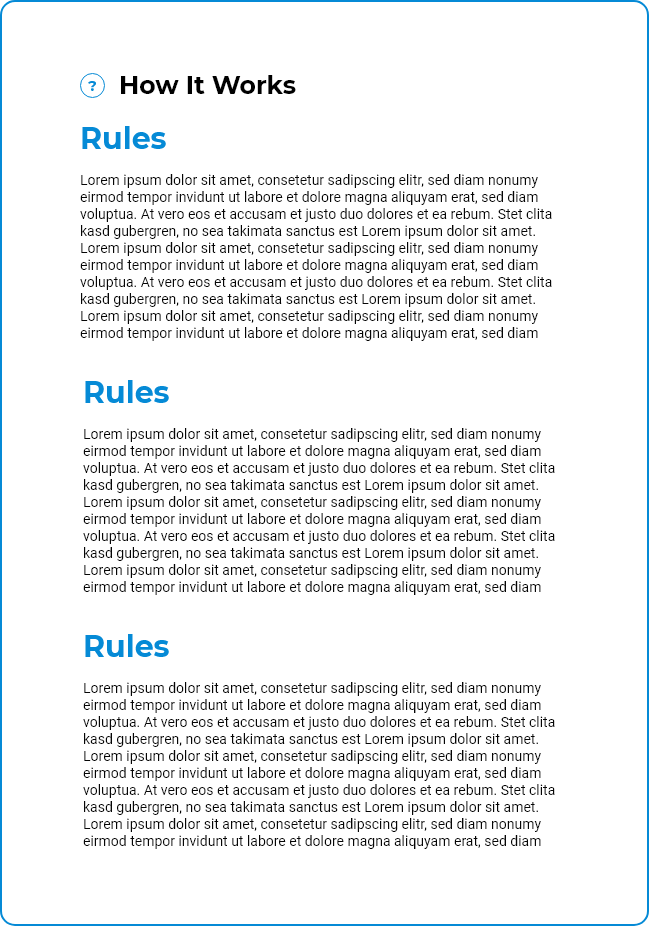 ? How It Works
Rules
Lorem ipsum dolor sit amet, consetetur sadipscing elitr, sed diam nonumy
eirmod tempor invidunt ut labore et dolore magna aliquyam erat, sed diam
voluptua. At vero eos et accusam et justo duo dolores et ea rebum. Stet clita
kasd gubergren, no sea takimata sanctus est Lorem ipsum dolor sit amet.
Lorem ipsum dolor sit amet, consetetur sadipscing elitr, sed diam nonumy
eirmod tempor invidunt ut labore et dolore magna aliquyam erat, sed diam
voluptua. At vero eos et accusam et justo duo dolores et ea rebum. Stet clita
kasd gubergren, no sea takimata sanctus est Lorem ipsum dolor sit amet.
Lorem ipsum dolor sit amet, consetetur sadipscing elitr, sed diam nonumy
eirmod tempor invidunt ut labore et dolore magna aliquyam erat, sed diam
Rules
Lorem ipsum dolor sit amet, consetetur sadipscing elitr, sed diam nonumy
eirmod tempor invidunt ut labore et dolore magna aliquyam erat, sed diam
voluptua. At vero eos et accusam et justo duo dolores et ea rebum. Stet clita
kasd gubergren, no sea takimata sanctus est Lorem ipsum dolor sit amet.
Lorem ipsum dolor sit amet, consetetur sadipscing elitr, sed diam nonumy
eirmod tempor invidunt ut labore et dolore magna aliquyam erat, sed diam
voluptua. At vero eos et accusam et justo duo dolores et ea rebum. Stet clita
kasd gubergren, no sea takimata sanctus est Lorem ipsum dolor sit amet.
Lorem ipsum dolor sit amet, consetetur sadipscing elitr, sed diam nonumy
eirmod tempor invidunt ut labore et dolore magna aliquyam erat, sed diam
Rules
Lorem ipsum dolor sit amet, consetetur sadipscing elitr, sed diam nonumy
eirmod tempor invidunt ut labore et dolore magna aliquyam erat, sed diam
voluptua. At vero eos et accusam et justo duo dolores et ea rebum. Stet clita
kasd gubergren, no sea takimata sanctus est Lorem ipsum dolor sit amet.
Lorem ipsum dolor sit amet, consetetur sadipscing elitr, sed diam nonumy
eirmod tempor invidunt ut labore et dolore magna aliquyam erat, sed diam
voluptua. At vero eos et accusam et justo duo dolores et ea rebum. Stet clita
kasd gubergren, no sea takimata sanctus est Lorem ipsum dolor sit amet.
Lorem ipsum dolor sit amet, consetetur sadipscing elitr, sed diam nonumy
eirmod tempor invidunt ut labore et dolore magna aliquyam erat, sed diam